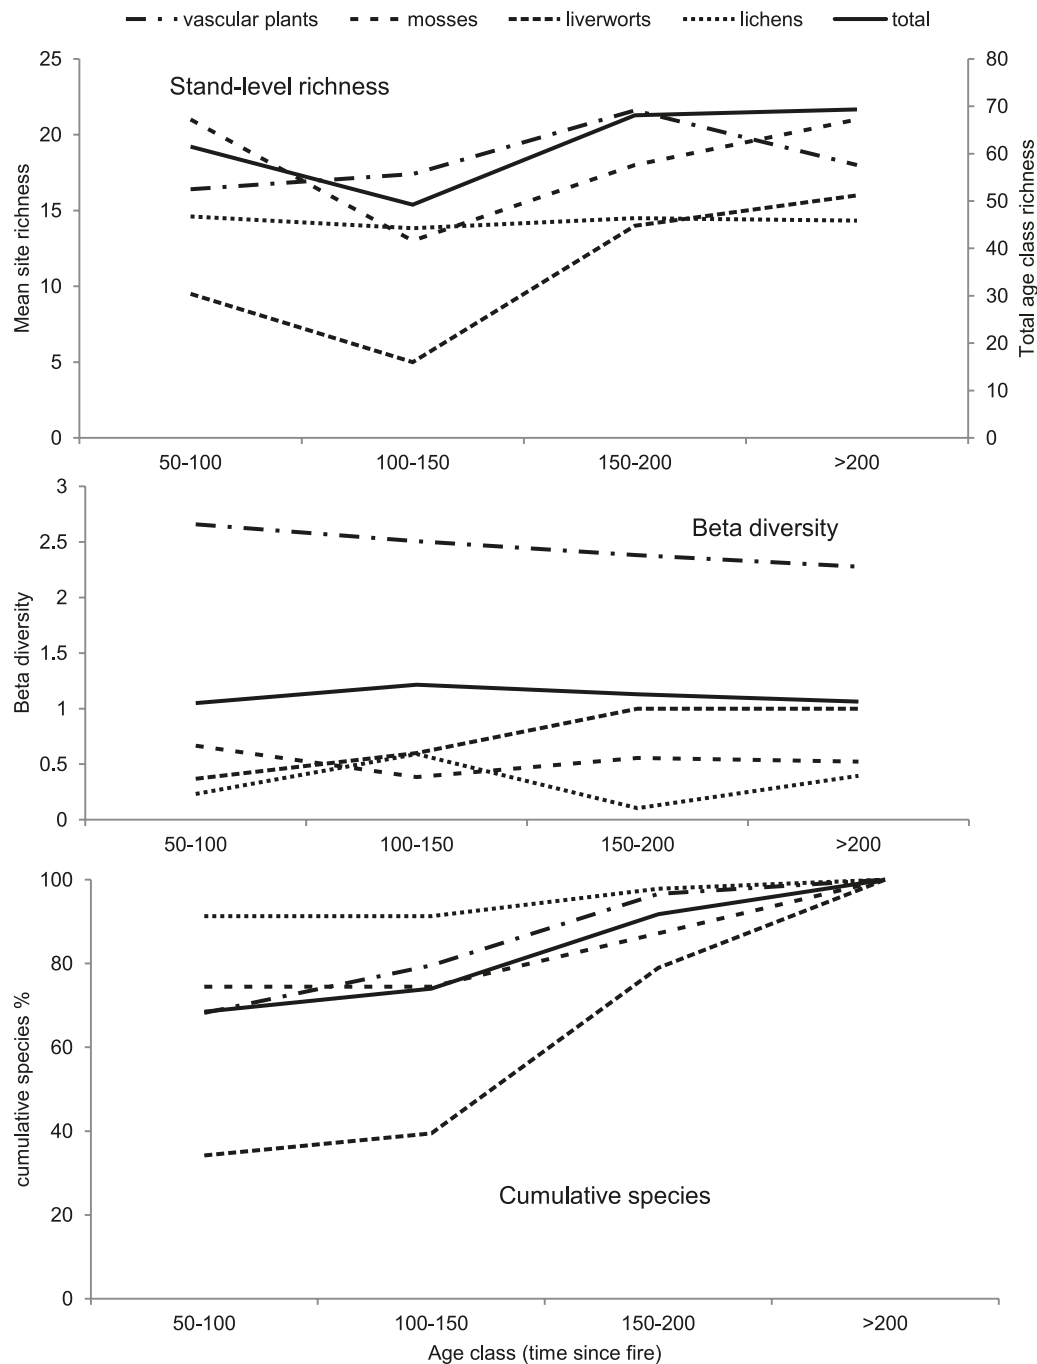 vascular plants mosses liverworts lichens total
Stand-level richness
Mean site richness
Total age class richness
25
20
15
10
5
0
80
70
60
50
40
30
20
10
0
50-100 100-150 150-200 >200
Beta diversity
Beta diversity
3
2.5
2
1.5
1
0.5
0
50-100 100-150 150-200 >200
cumulative species %
100
80
60
40
20
0
Cumulative species
50-100 100-150 150-200 >200
Age class (time since fire)